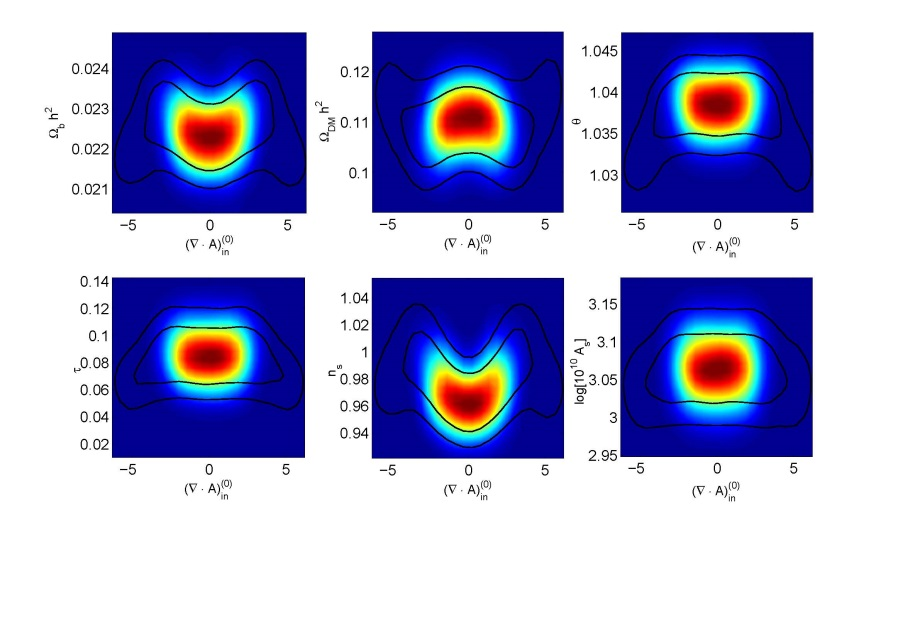 0.024
0.023
0.022
0.021
Ω_b h²
−5 0 5
(∇ · A)_in^(0)
0.12
0.11
0.1
Ω_DM h²
−5 0 5
(∇ · A)_in^(0)
1.045
1.04
1.035
1.03
θ
−5 0 5
(∇ · A)_in^(0)
0.14
0.12
0.1
0.08
0.06
0.04
0.02
τ
−5 0 5
(∇ · A)_in^(0)
1.04
1.02
1
0.98
0.96
0.94
n_s
−5 0 5
(∇ · A)_in^(0)
3.15
3.1
3.05
3
2.95
log[10^10 A_s]
−5 0 5
(∇ · A)_in^(0)